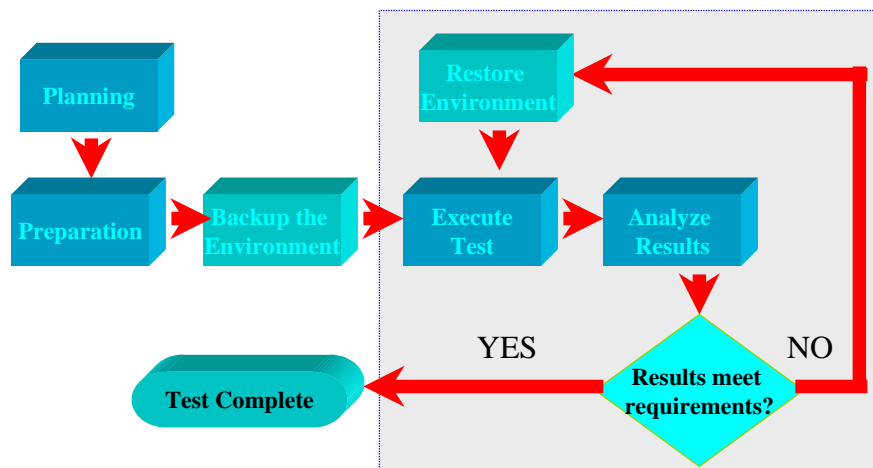 Planning
Restore
Environment
Preparation
Backup the
Environment
Execute
Test
Analyze
Results
YES
NO
Results meet
requirements?
Test Complete